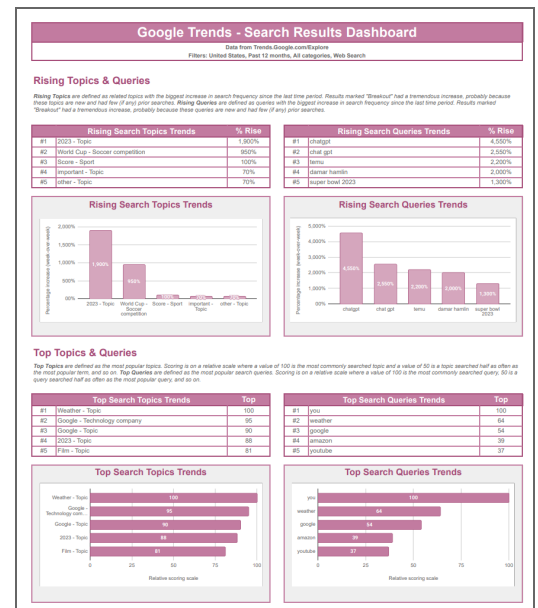 Google Trends - Search Results Dashboard
Data from Trends.Google.com/Explore
Filters: United States, Past 12 months, All categories, Web Search
Rising Topics & Queries
Rising Topics are defined as related topics with the biggest increase in search frequency since the last time period. Results marked "Breakout" had a tremendous increase, probably because
these topics are new and had few (if any) prior searches. Rising Queries are defined as queries with the biggest increase in search frequency since the last time period. Results marked
"Breakout" had a tremendous increase, probably because these queries are new and had few (if any) prior searches.
Rising Search Topics Trends % Rise
#1 2023 - Topic 1,900%
#2 World Cup - Soccer competition 950%
#3 Score - Sport 100%
#4 important - Topic 70%
#5 other - Topic 70%
Rising Search Queries Trends % Rise
#1 chatgpt 4,550%
#2 chat gpt 2,550%
#3 temu 2,200%
#4 damar hamlin 2,000%
#5 super bowl 2023 1,300%
Rising Search Topics Trends
Percentage increase (week-over-week)
2,000%
1,500%
1,000%
500%
00%
1,900%
950%
100%
70%
70%
2023 - Topic
World Cup -
Soccer
competition
Score - Sport
important -
Topic
other - Topic
Rising Search Queries Trends
Percentage increase (week-over-week)
5,000%
4,000%
3,000%
2,000%
1,000%
00%
4,550%
2,550%
2,200%
2,000%
1,300%
chatgpt
chat gpt
temu
damar hamlin
super bowl
2023
Top Topics & Queries
Top Topics are defined as the most popular topics. Scoring is on a relative scale where a value of 100 is the most commonly searched topic and a value of 50 is a topic searched half as often as
the most popular term, and so on. Top Queries are defined as the most popular search queries. Scoring is on a relative scale where a value of 100 is the most commonly searched query, 50 is a
query searched half as often as the most popular query, and so on.
Top Search Topics Trends Top
#1 Weather - Topic 100
#2 Google - Technology company 95
#3 Google - Topic 90
#4 2023 - Topic 88
#5 Film - Topic 81
Top Search Queries Trends Top
#1 you 100
#2 weather 64
#3 google 54
#4 amazon 39
#5 youtube 37
Top Search Topics Trends
Weather - Topic 100
Google -
Technology com... 95
Google - Topic 90
2023 - Topic 88
Film - Topic 81
0 25 50 75 100
Relative scoring scale
Top Search Queries Trends
you 100
weather 64
google 54
amazon 39
youtube 37
0 25 50 75 100
Relative scoring scale